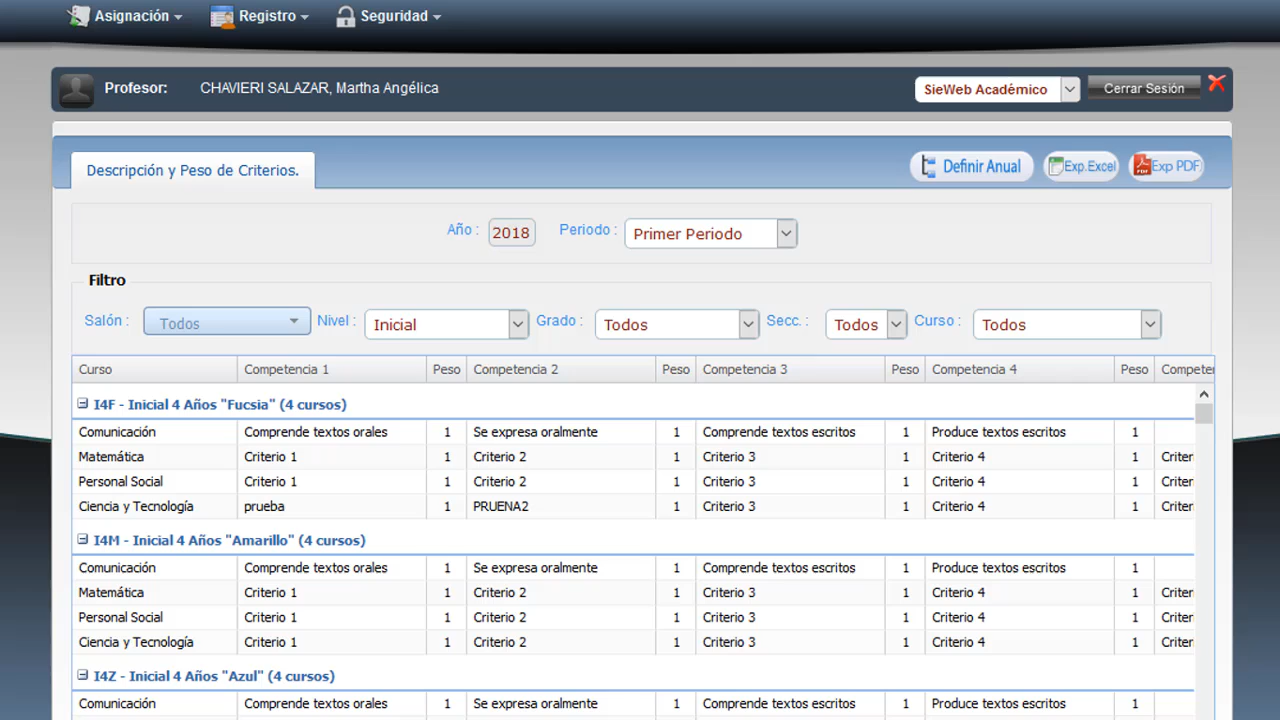 Asignación Registro Seguridad
Profesor: CHAVIERI SALAZAR, Martha Angélica SieWeb Académico Cerrar Sesión
Descripción y Peso de Criterios. Definir Anual Exp.Excel Exp PDF
Año : 2018 Periodo : Primer Periodo
Filtro
Salón : Todos Nivel : Inicial Grado : Todos Secc. : Todos Curso : Todos
Curso Competencia 1 Peso Competencia 2 Peso Competencia 3 Peso Competencia 4 Peso Compete
I4F - Inicial 4 Años "Fucsia" (4 cursos)
Comunicación Comprende textos orales 1 Se expresa oralmente 1 Comprende textos escritos 1 Produce textos escritos 1
Matemática Criterio 1 1 Criterio 2 1 Criterio 3 1 Criterio 4 1 Criter
Personal Social Criterio 1 1 Criterio 2 1 Criterio 3 1 Criterio 4 1 Criter
Ciencia y Tecnología prueba 1 PRUENA2 1 Criterio 3 1 Criterio 4 1 Criter
I4M - Inicial 4 Años "Amarillo" (4 cursos)
Comunicación Comprende textos orales 1 Se expresa oralmente 1 Comprende textos escritos 1 Produce textos escritos 1
Matemática Criterio 1 1 Criterio 2 1 Criterio 3 1 Criterio 4 1 Criter
Personal Social Criterio 1 1 Criterio 2 1 Criterio 3 1 Criterio 4 1 Criter
Ciencia y Tecnología Criterio 1 1 Criterio 2 1 Criterio 3 1 Criterio 4 1 Criter
I4Z - Inicial 4 Años "Azul" (4 cursos)
Comunicación Comprende textos orales 1 Se expresa oralmente 1 Comprende textos escritos 1 Produce textos escritos 1